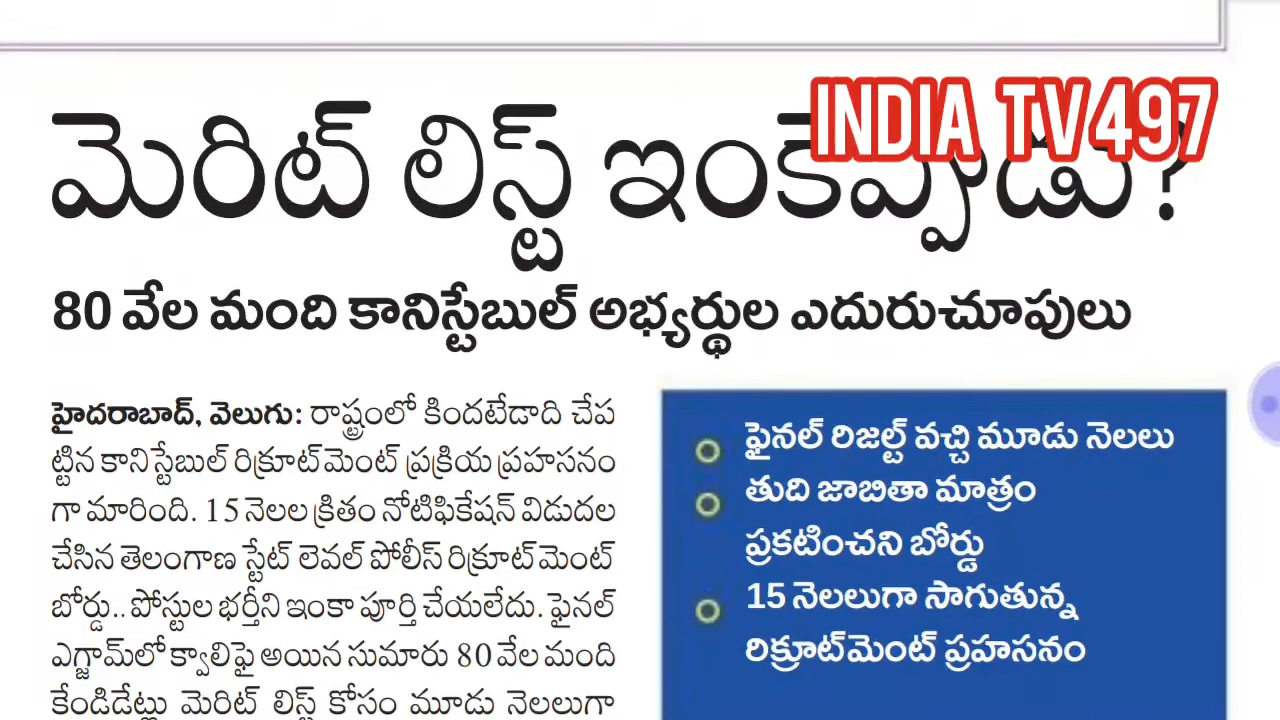 INDIA TV497
మెరిట్ లిస్ట్ ఇంకెప్పుడు?
80 వేల మంది కానిస్టేబుల్ అభ్యర్థుల ఎదురుచూపులు
హైదరాబాద్, వెలుగు: రాష్ట్రంలో కిందటేడాది చేప
ట్టిన కానిస్టేబుల్ రిక్రూట్‌మెంట్ ప్రక్రియ ప్రహసనం
గా మారింది. 15 నెలల క్రితం నోటిఫికేషన్ విడుదల
చేసిన తెలంగాణ స్టేట్ లెవల్ పోలీస్ రిక్రూట్‌మెంట్
బోర్డు.. పోస్టుల భర్తీని ఇంకా పూర్తి చేయలేదు. ఫైనల్
ఎగ్జామ్‌లో క్వాలిఫై అయిన సుమారు 80 వేల మంది
కేండిడేట్లు మెరిట్ లిస్ట్ కోసం మూడు నెలలుగా
ఫైనల్ రిజల్ట్ వచ్చి మూడు నెలలు
తుది జాబితా మాత్రం
ప్రకటించని బోర్డు
15 నెలలుగా సాగుతున్న
రిక్రూట్‌మెంట్ ప్రహసనం